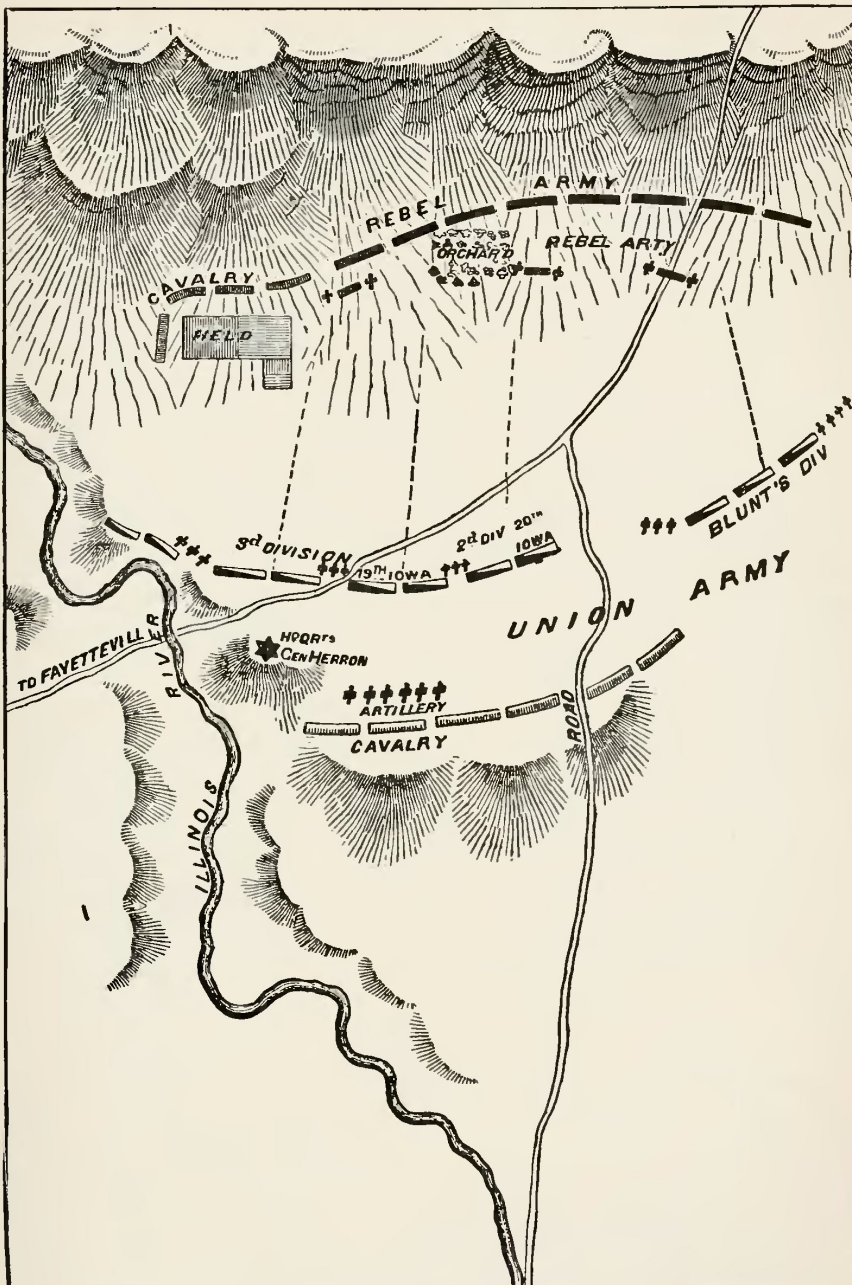 ARMY
REBEL
ORCHARD
REBEL ARTY
CAVALRY
FIELD
BLUNT'S DIV
3rd DIVISION
2d DIV 20TH
IOWA
19TH IOWA
UNION ARMY
HDQRTS
GEN HERRON
TO FAYETTEVILL
RIVER
ARTILLERY
CAVALRY
ROAD
ILLINOIS